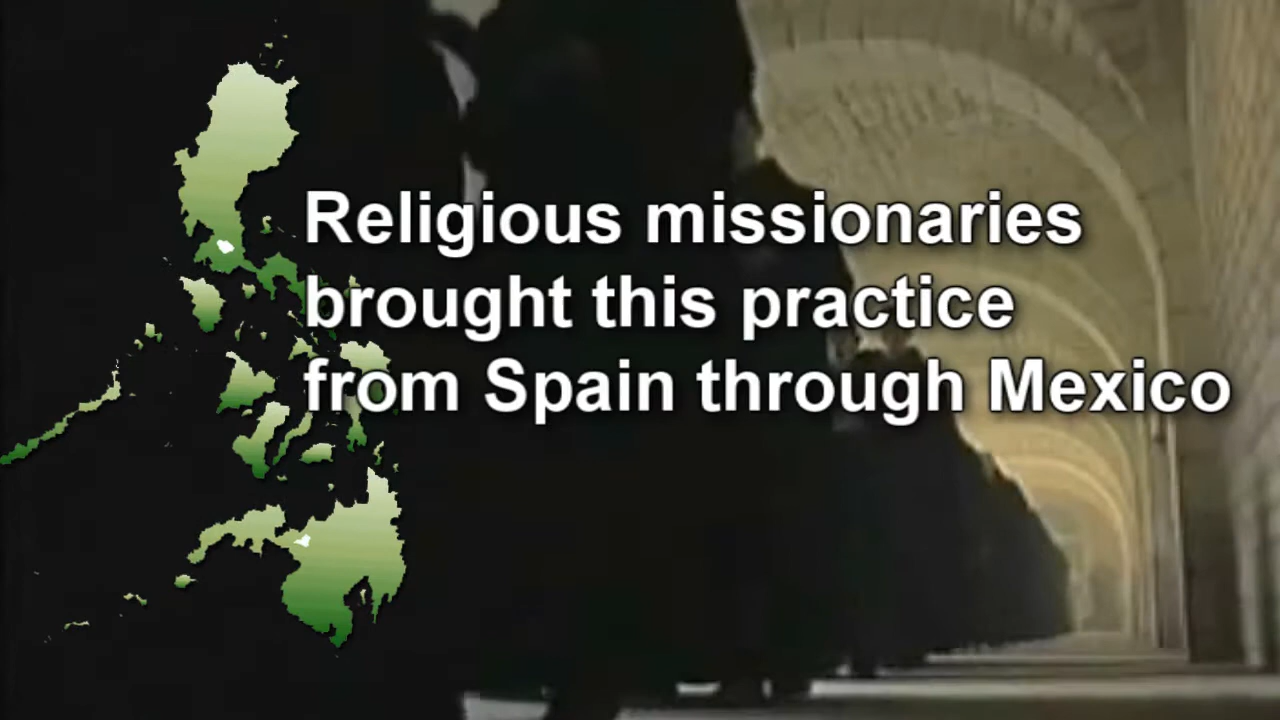 Religious missionaries
brought this practice
from Spain through Mexico